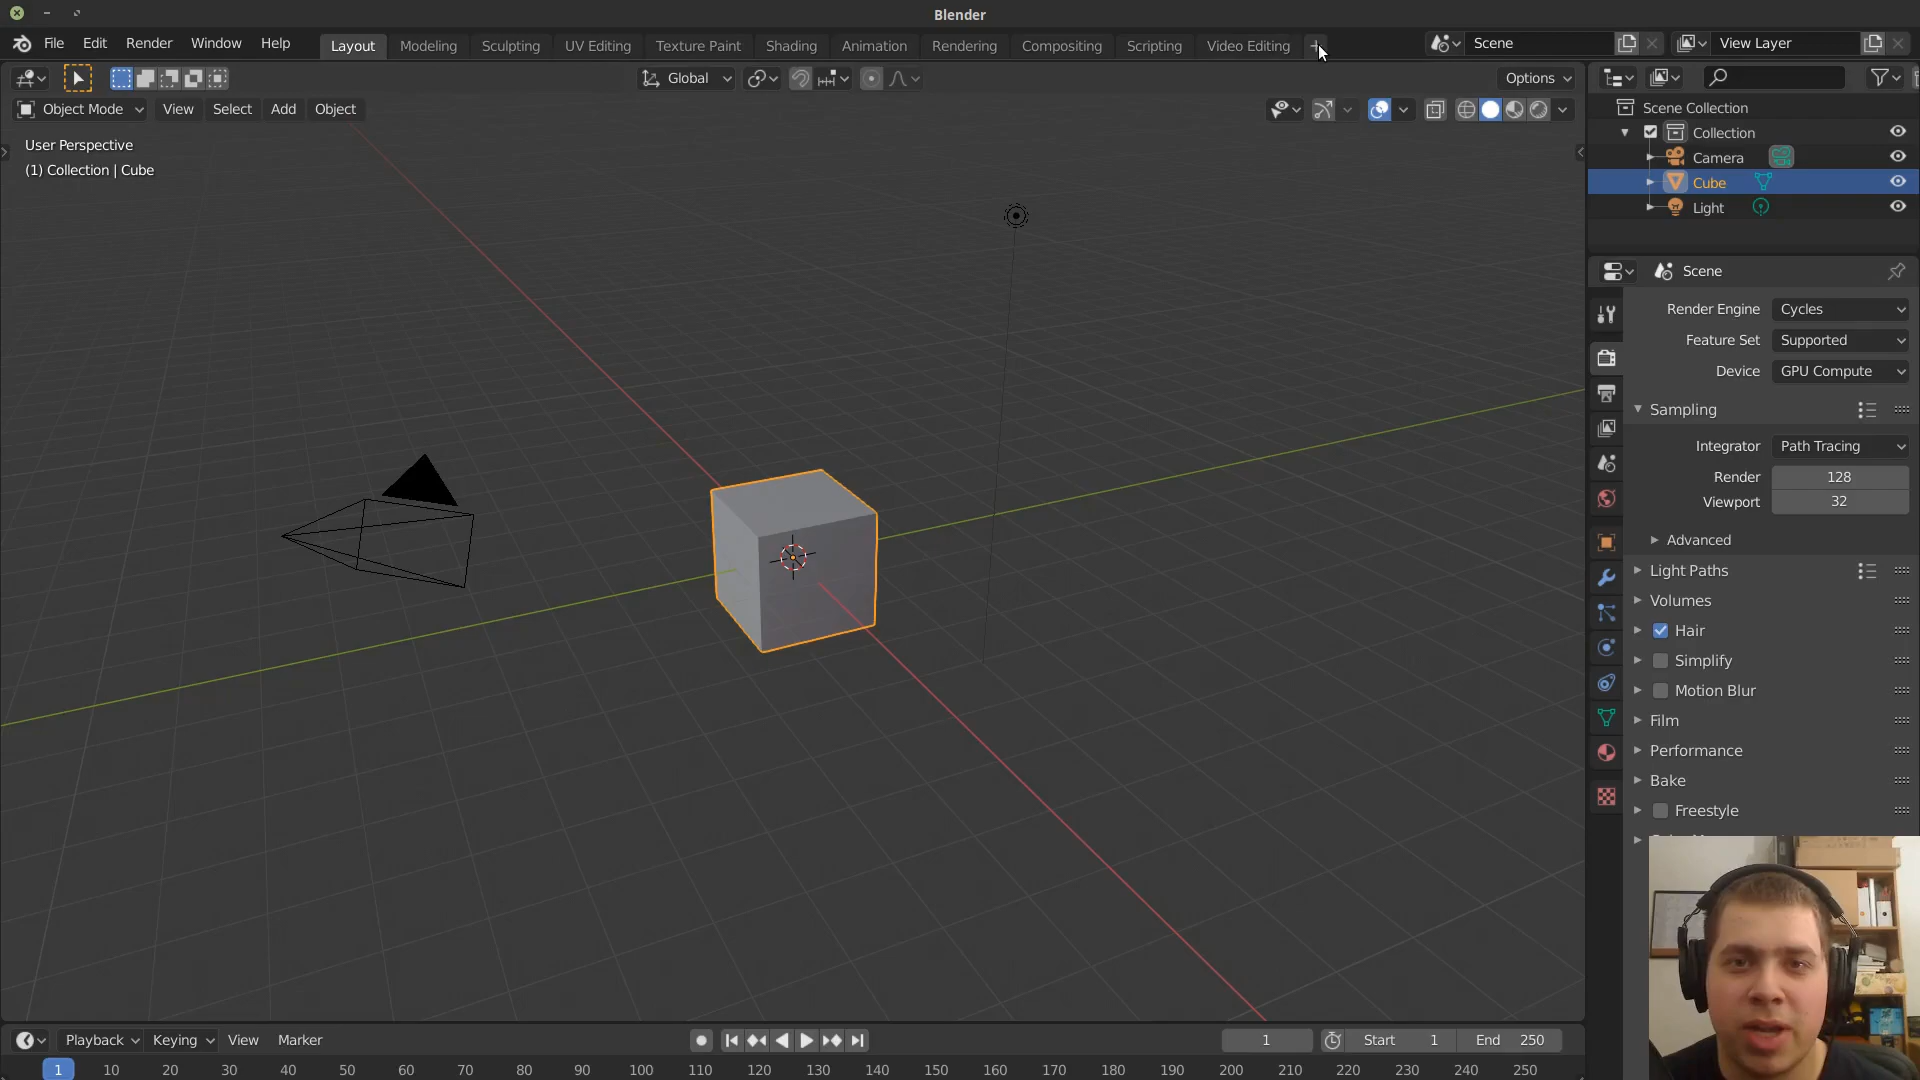 Blender
File Edit Render Window Help Layout Modeling Sculpting UV Editing Texture Paint Shading Animation Rendering Compositing Scripting Video Editing + Scene View Layer
Global Options
Object Mode View Select Add Object
User Perspective
(1) Collection | Cube
Scene Collection
Collection
Camera
Cube
Light
Scene
Render Engine Cycles
Feature Set Supported
Device GPU Compute
Sampling
Integrator Path Tracing
Render 128
Viewport 32
Advanced
Light Paths
Volumes
Hair
Simplify
Motion Blur
Film
Performance
Bake
Freestyle
Playback Keying View Marker 1 Start 1 End 250
1 10 20 30 40 50 60 70 80 90 100 110 120 130 140 150 160 170 180 190 200 210 220 230 240 250